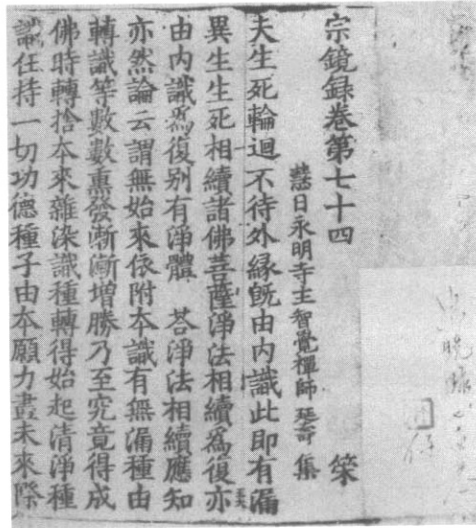 宗鏡録卷第七十四 筞
慧日永明寺主智覺禪師 延壽 集
夫生死輪迴不待外緣旣由内識此即有漏
異生生死相續諸佛菩薩淨法相續爲復亦
由内識爲復别有淨體 荅淨法相續應知
亦然論云謂無始來依附本識有無漏種由
轉識等數數熏發漸漸增勝乃至究竟得成
佛時轉捨本來雜染識種轉得始起清淨種
識任持一切功德種子由本願力盡未來際